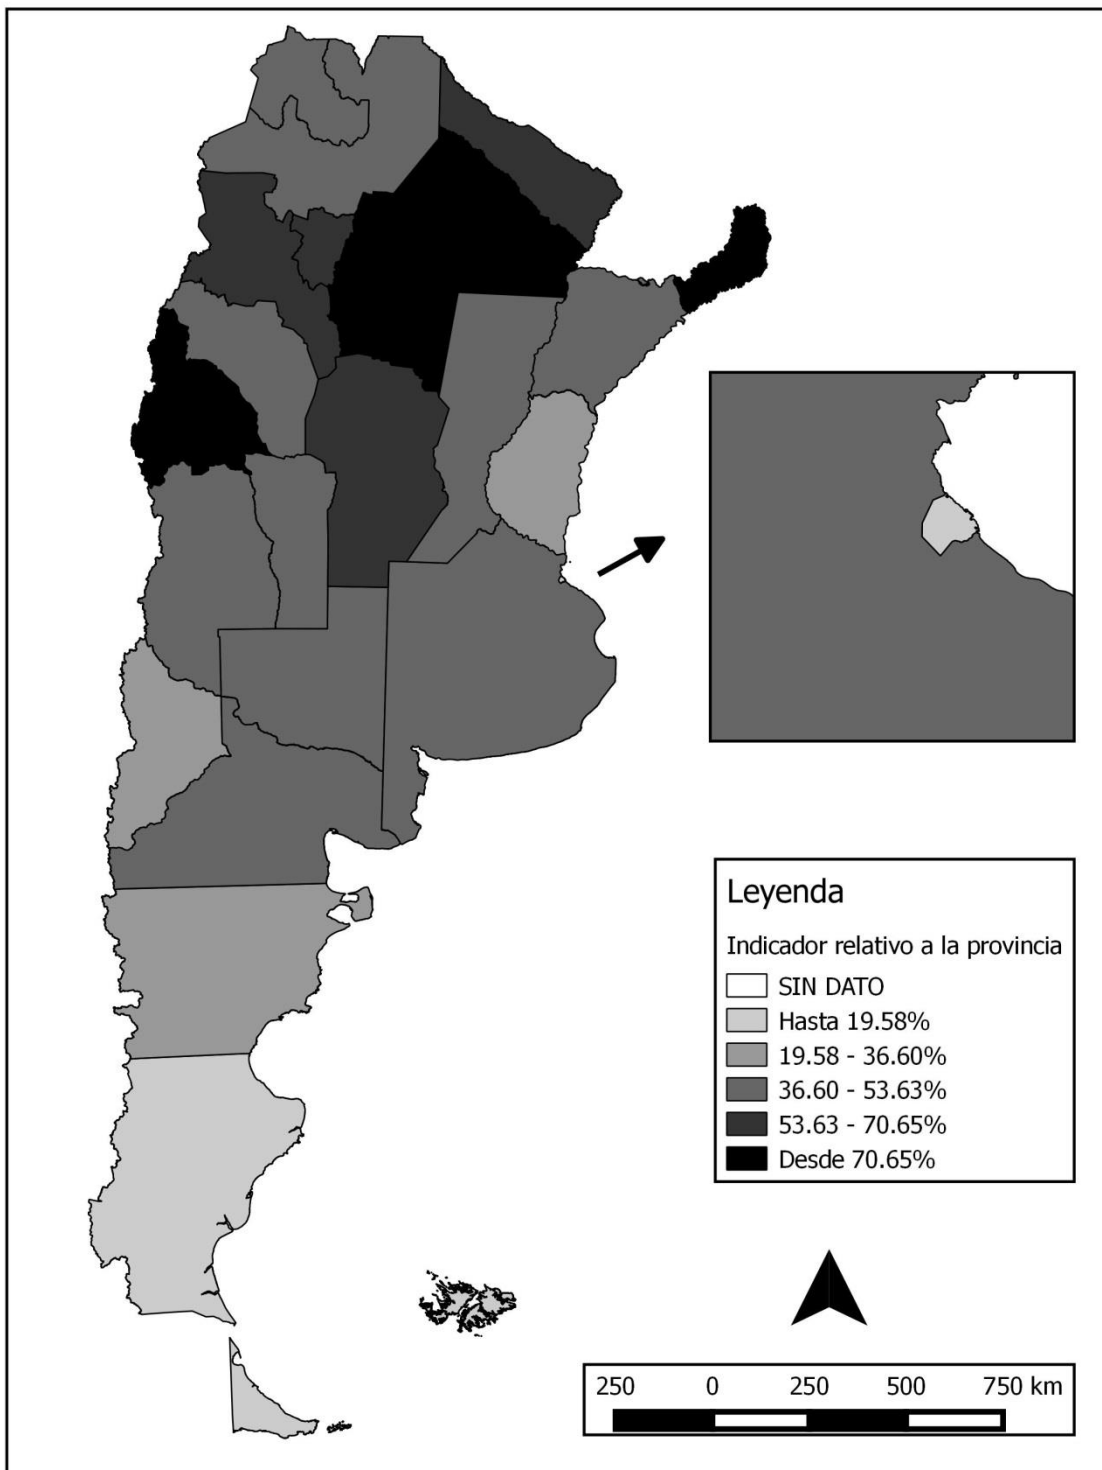 Leyenda
Indicador relativo a la provincia
SIN DATO
Hasta 19.58%
19.58 - 36.60%
36.60 - 53.63%
53.63 - 70.65%
Desde 70.65%
250 0 250 500 750 km